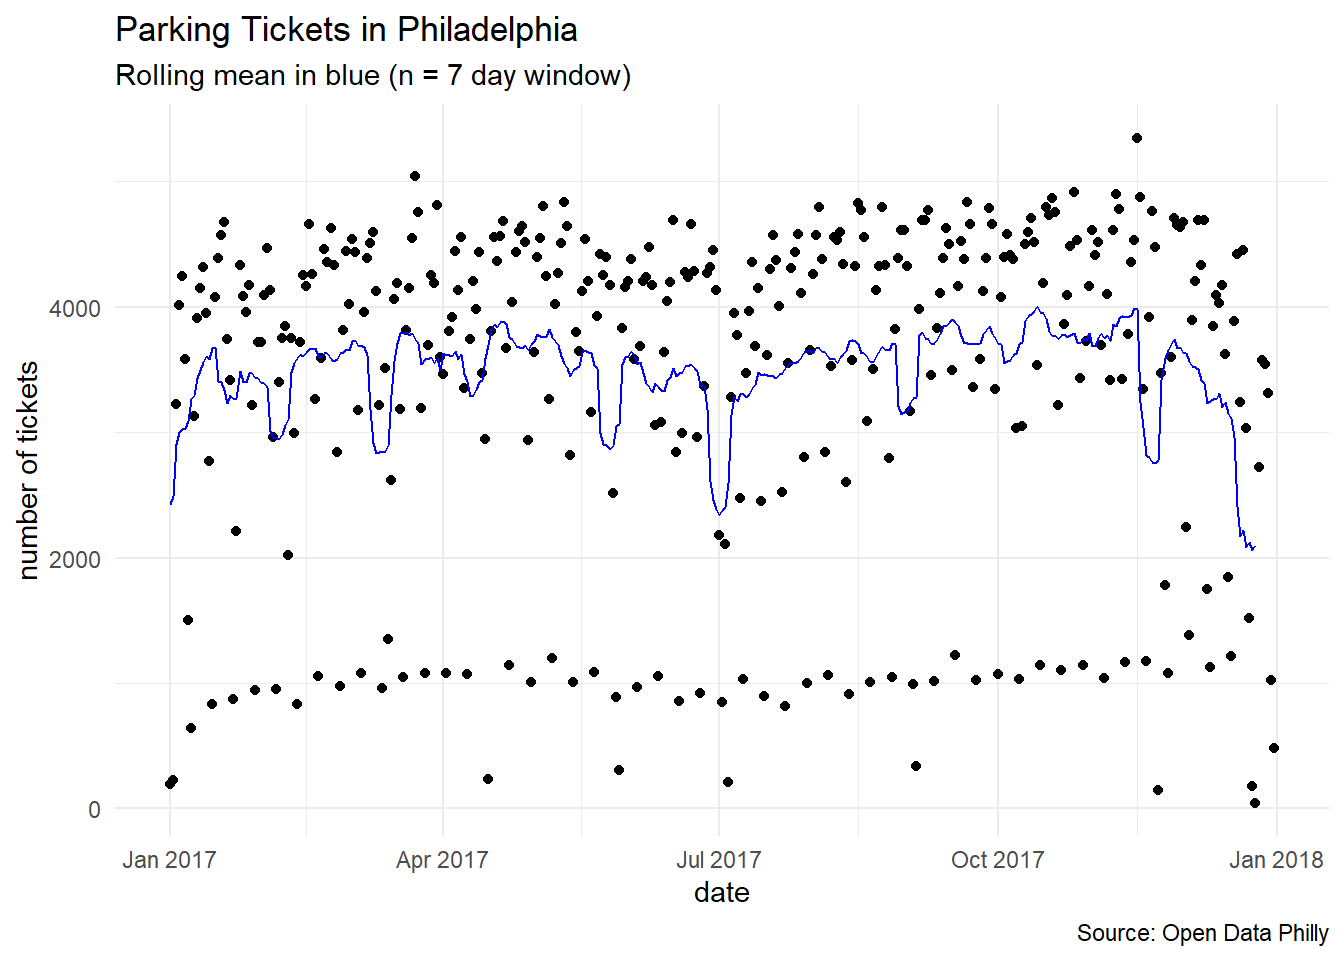 Parking Tickets in Philadelphia
Rolling mean in blue (n = 7 day window)
number of tickets
4000
2000
0
Jan 2017
Apr 2017
Jul 2017
Oct 2017
Jan 2018
date
Source: Open Data Philly